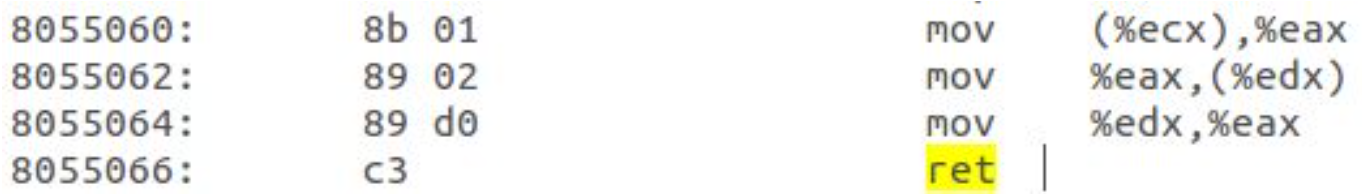 8055060: 8b 01 mov (%ecx),%eax
8055062: 89 02 mov %eax,(%edx)
8055064: 89 d0 mov %edx,%eax
8055066: c3 ret